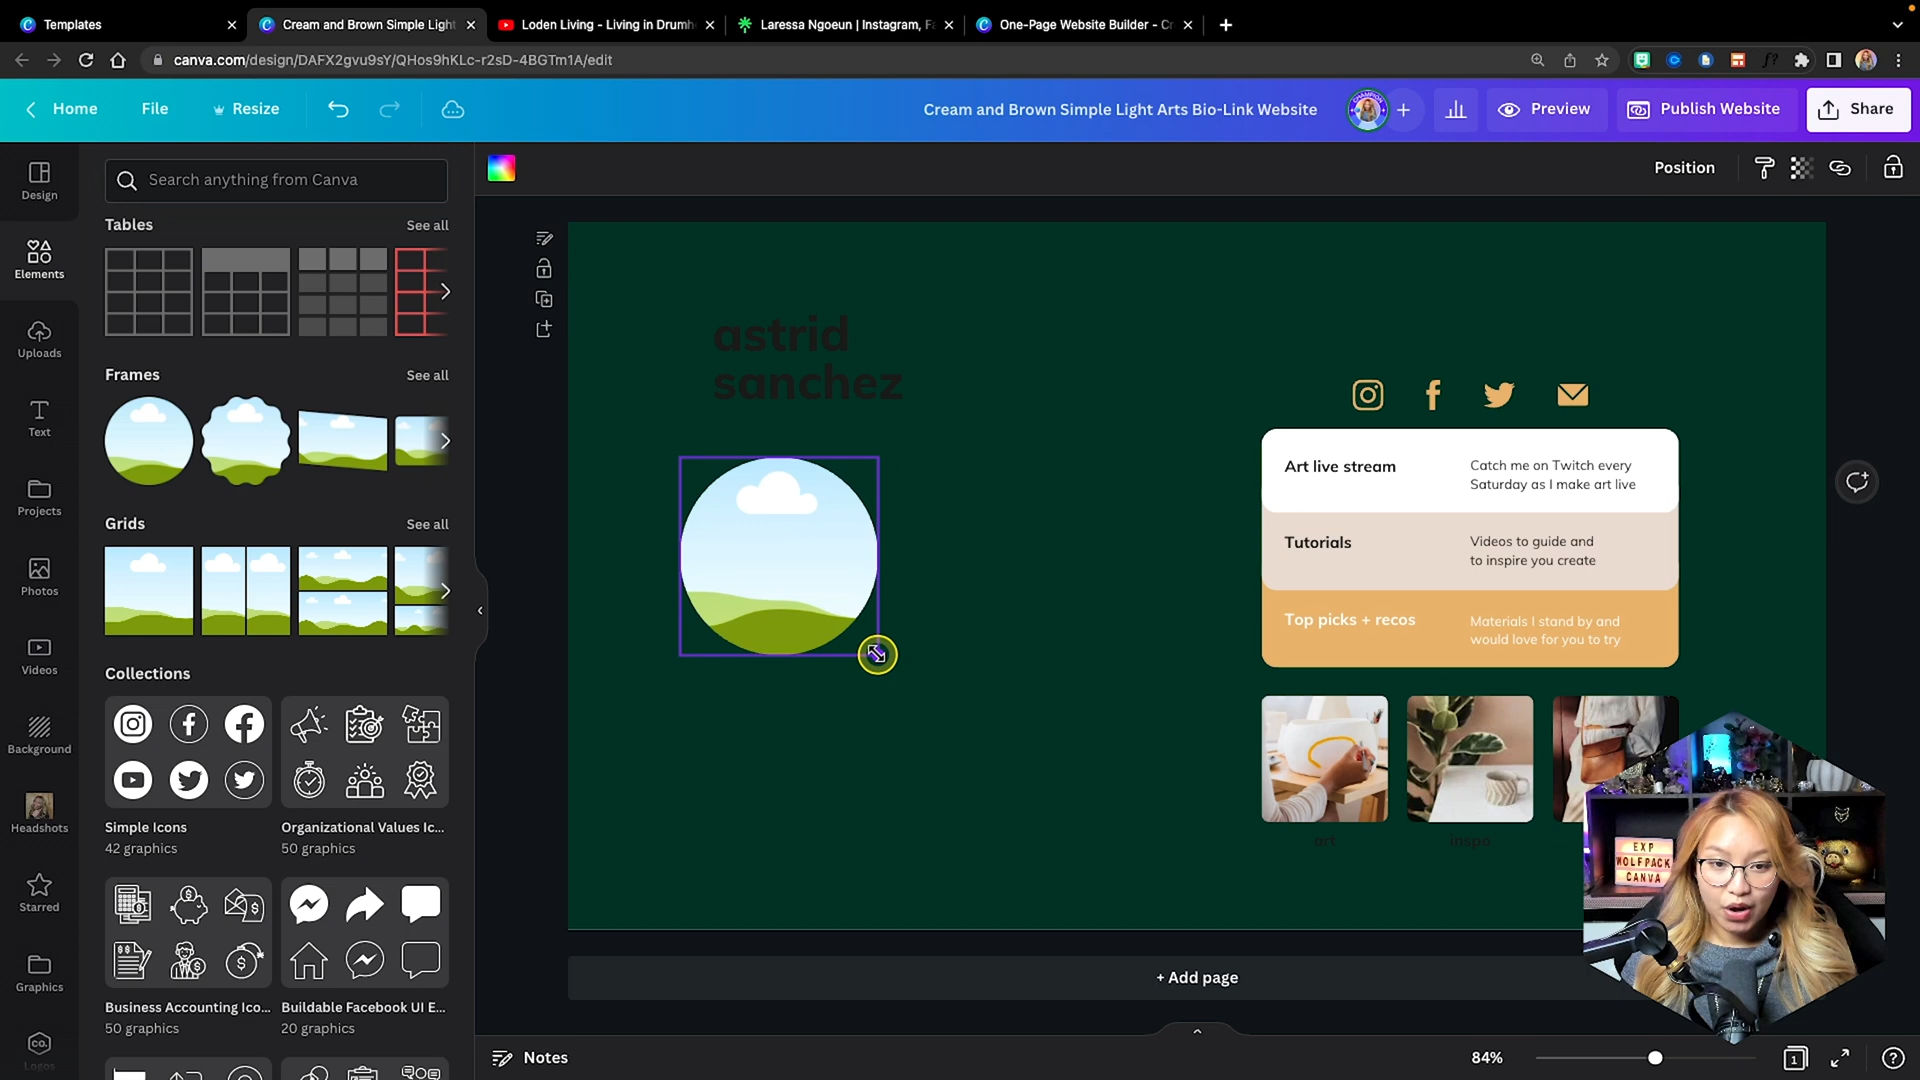 Templates
Cream and Brown Simple Light
Loden Living - Living in Drumh
Laressa Ngoeun | Instagram, Fa
One-Page Website Builder - Cr
canva.com/design/DAFX2gvu9sY/QHos9hKLc-r2sD-4BGTm1A/edit
Home
File
Resize
Cream and Brown Simple Light Arts Bio-Link Website
Preview
Publish Website
Share
Design
Elements
Uploads
Text
Projects
Photos
Videos
Background
Headshots
Starred
Graphics
Logos
Search anything from Canva
Tables
See all
Frames
See all
Grids
See all
Collections
Simple Icons
42 graphics
Organizational Values Ic...
50 graphics
Business Accounting Ico...
50 graphics
Buildable Facebook UI E...
20 graphics
Position
astrid
sanchez
Art live stream
Catch me on Twitch every
Saturday as I make art live
Tutorials
Videos to guide and
to inspire you create
Top picks + recos
Materials I stand by and
would love for you to try
art
inspo
+ Add page
EXP
WOLFPACK
CANVA
Notes
84%
1